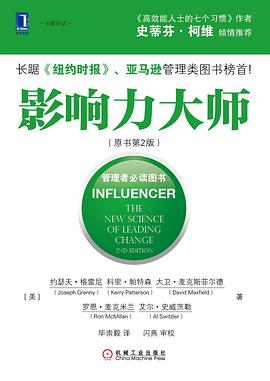 《高效能人士的七个习惯》作者
史蒂芬·柯维 倾情推荐
长踞《纽约时报》、亚马逊管理类图书榜首！
影响力大师
（原书第2版）
管理者必读图书
INFLUENCER
THE
NEW SCIENCE
OF LEADING
CHANGE
2ND EDITION
约瑟夫·格雷尼 科里·帕特森 大卫·麦克斯菲尔德
[美] (Joseph Grenny) (Kerry Patterson) (David Maxfield) 著
罗恩·麦克米兰 艾尔·史威茨勒
(Ron McMillan) (Al Switzler)
毕崇毅 译 闪燕 审校
机械工业出版社
China Machine Press